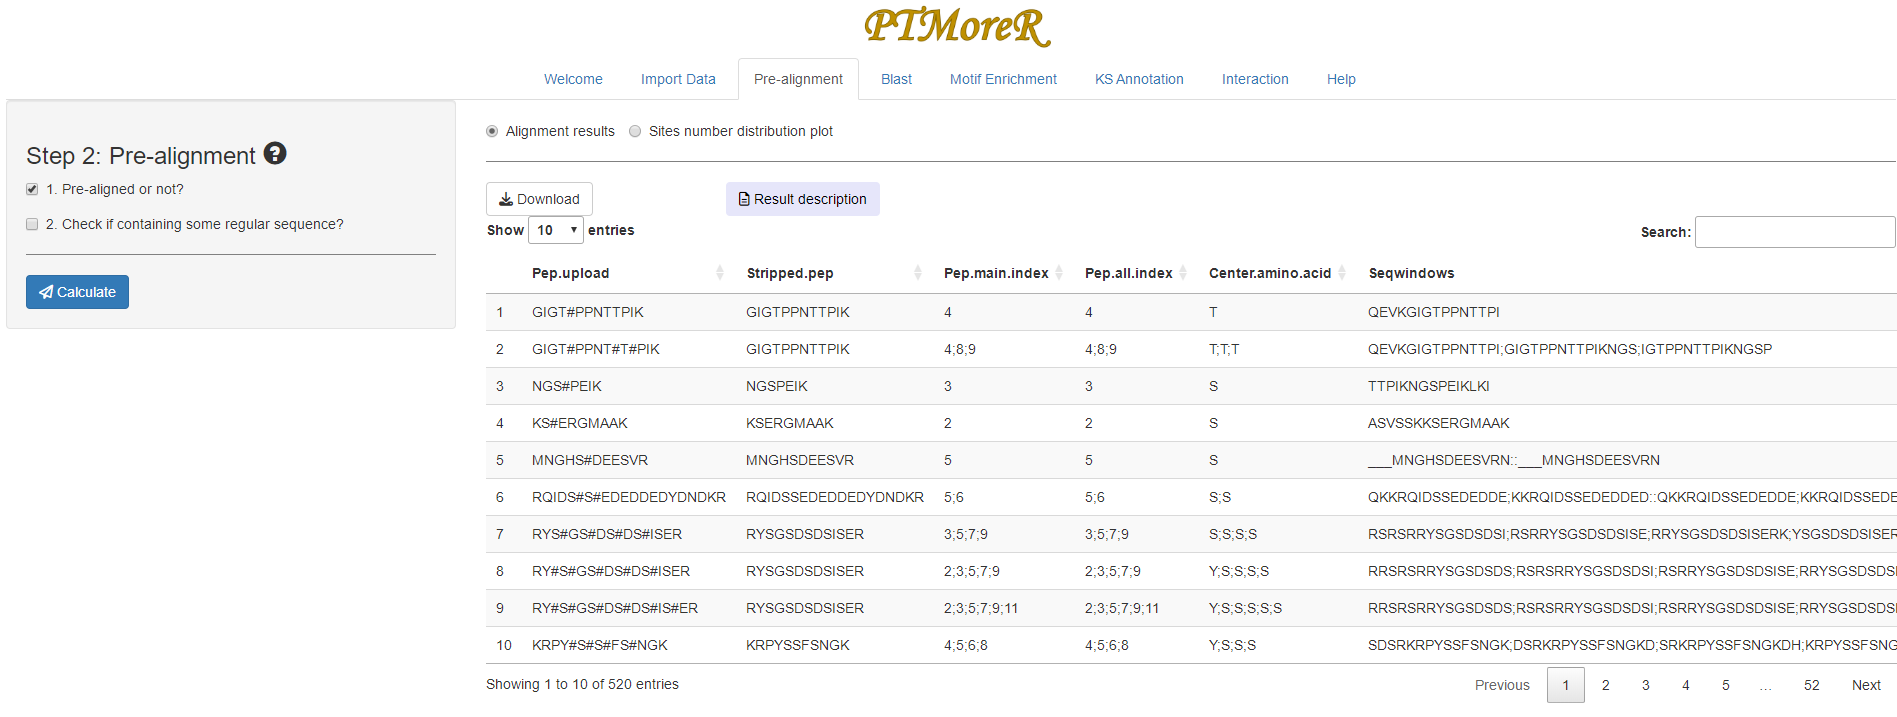 PTMoreR
Welcome Import Data Pre-alignment Blast Motif Enrichment KS Annotation Interaction Help
Step 2: Pre-alignment
1. Pre-aligned or not?
2. Check if containing some regular sequence?
Calculate
Alignment results Sites number distribution plot
Download Result description
Show 10 entries Search:
Pep.upload Stripped.pep Pep.main.index Pep.all.index Center.amino.acid Seqwindows
1 GIGT#PPNTTPIK GIGTPPNTTPIK 4 4 T QEVKGIGTPPNTTPI
2 GIGT#PPNT#T#PIK GIGTPPNTTPIK 4;8;9 4;8;9 T;T;T QEVKGIGTPPNTTPI;GIGTPPNTTPIKNGS;IGTPPNTTPIKNGSP
3 NGS#PEIK NGSPEIK 3 3 S TTPIKNGSPEIKLKI
4 KS#ERGMAAK KSERGMAAK 2 2 S ASVSSKKSERGMAAK
5 MNGHS#DEESVR MNGHSDEESVR 5 5 S ___MNGHSDEESVRN::___MNGHSDEESVRN
6 RQIDS#S#EDEDDEDYDNDKR RQIDSSEDEDDEDYDNDKR 5;6 5;6 S;S QKKRQIDSSEDEDDE;KKRQIDSSEDEDDED::QKKRQIDSSEDEDDE;KKRQIDSSEDE
7 RYS#GS#DS#DS#ISER RYSGSDSDSISER 3;5;7;9 3;5;7;9 S;S;S;S RSRSRRYSGSDSDSI;RSRRYSGSDSDSISE;RRYSGSDSDSISERK;YSGSDSDSISER
8 RY#S#GS#DS#DS#ISER RYSGSDSDSISER 2;3;5;7;9 2;3;5;7;9 Y;S;S;S;S RRSRSRRYSGSDSDS;RSRSRRYSGSDSDSI;RSRRYSGSDSDSISE;RRYSGSDSDS
9 RY#S#GS#DS#DS#IS#ER RYSGSDSDSISER 2;3;5;7;9;11 2;3;5;7;9;11 Y;S;S;S;S;S RRSRSRRYSGSDSDS;RSRSRRYSGSDSDSI;RSRRYSGSDSDSISE;RRYSGSDSDS
10 KRPY#S#S#FS#NGK KRPYSSFSNGK 4;5;6;8 4;5;6;8 Y;S;S;S SDSRKRPYSSFSNGK;DSRKRPYSSFSNGKD;SRKRPYSSFSNGKDH;KRPYSSFSNG
Showing 1 to 10 of 520 entries Previous 1 2 3 4 5 … 52 Next